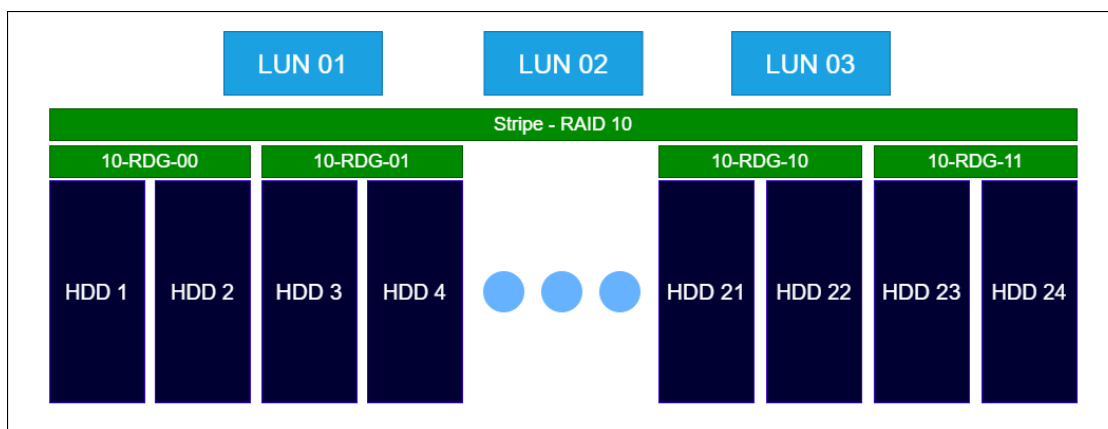 LUN 01
LUN 02
LUN 03
Stripe - RAID 10
10-RDG-00
10-RDG-01
10-RDG-10
10-RDG-11
HDD 1
HDD 2
HDD 3
HDD 4
HDD 21
HDD 22
HDD 23
HDD 24